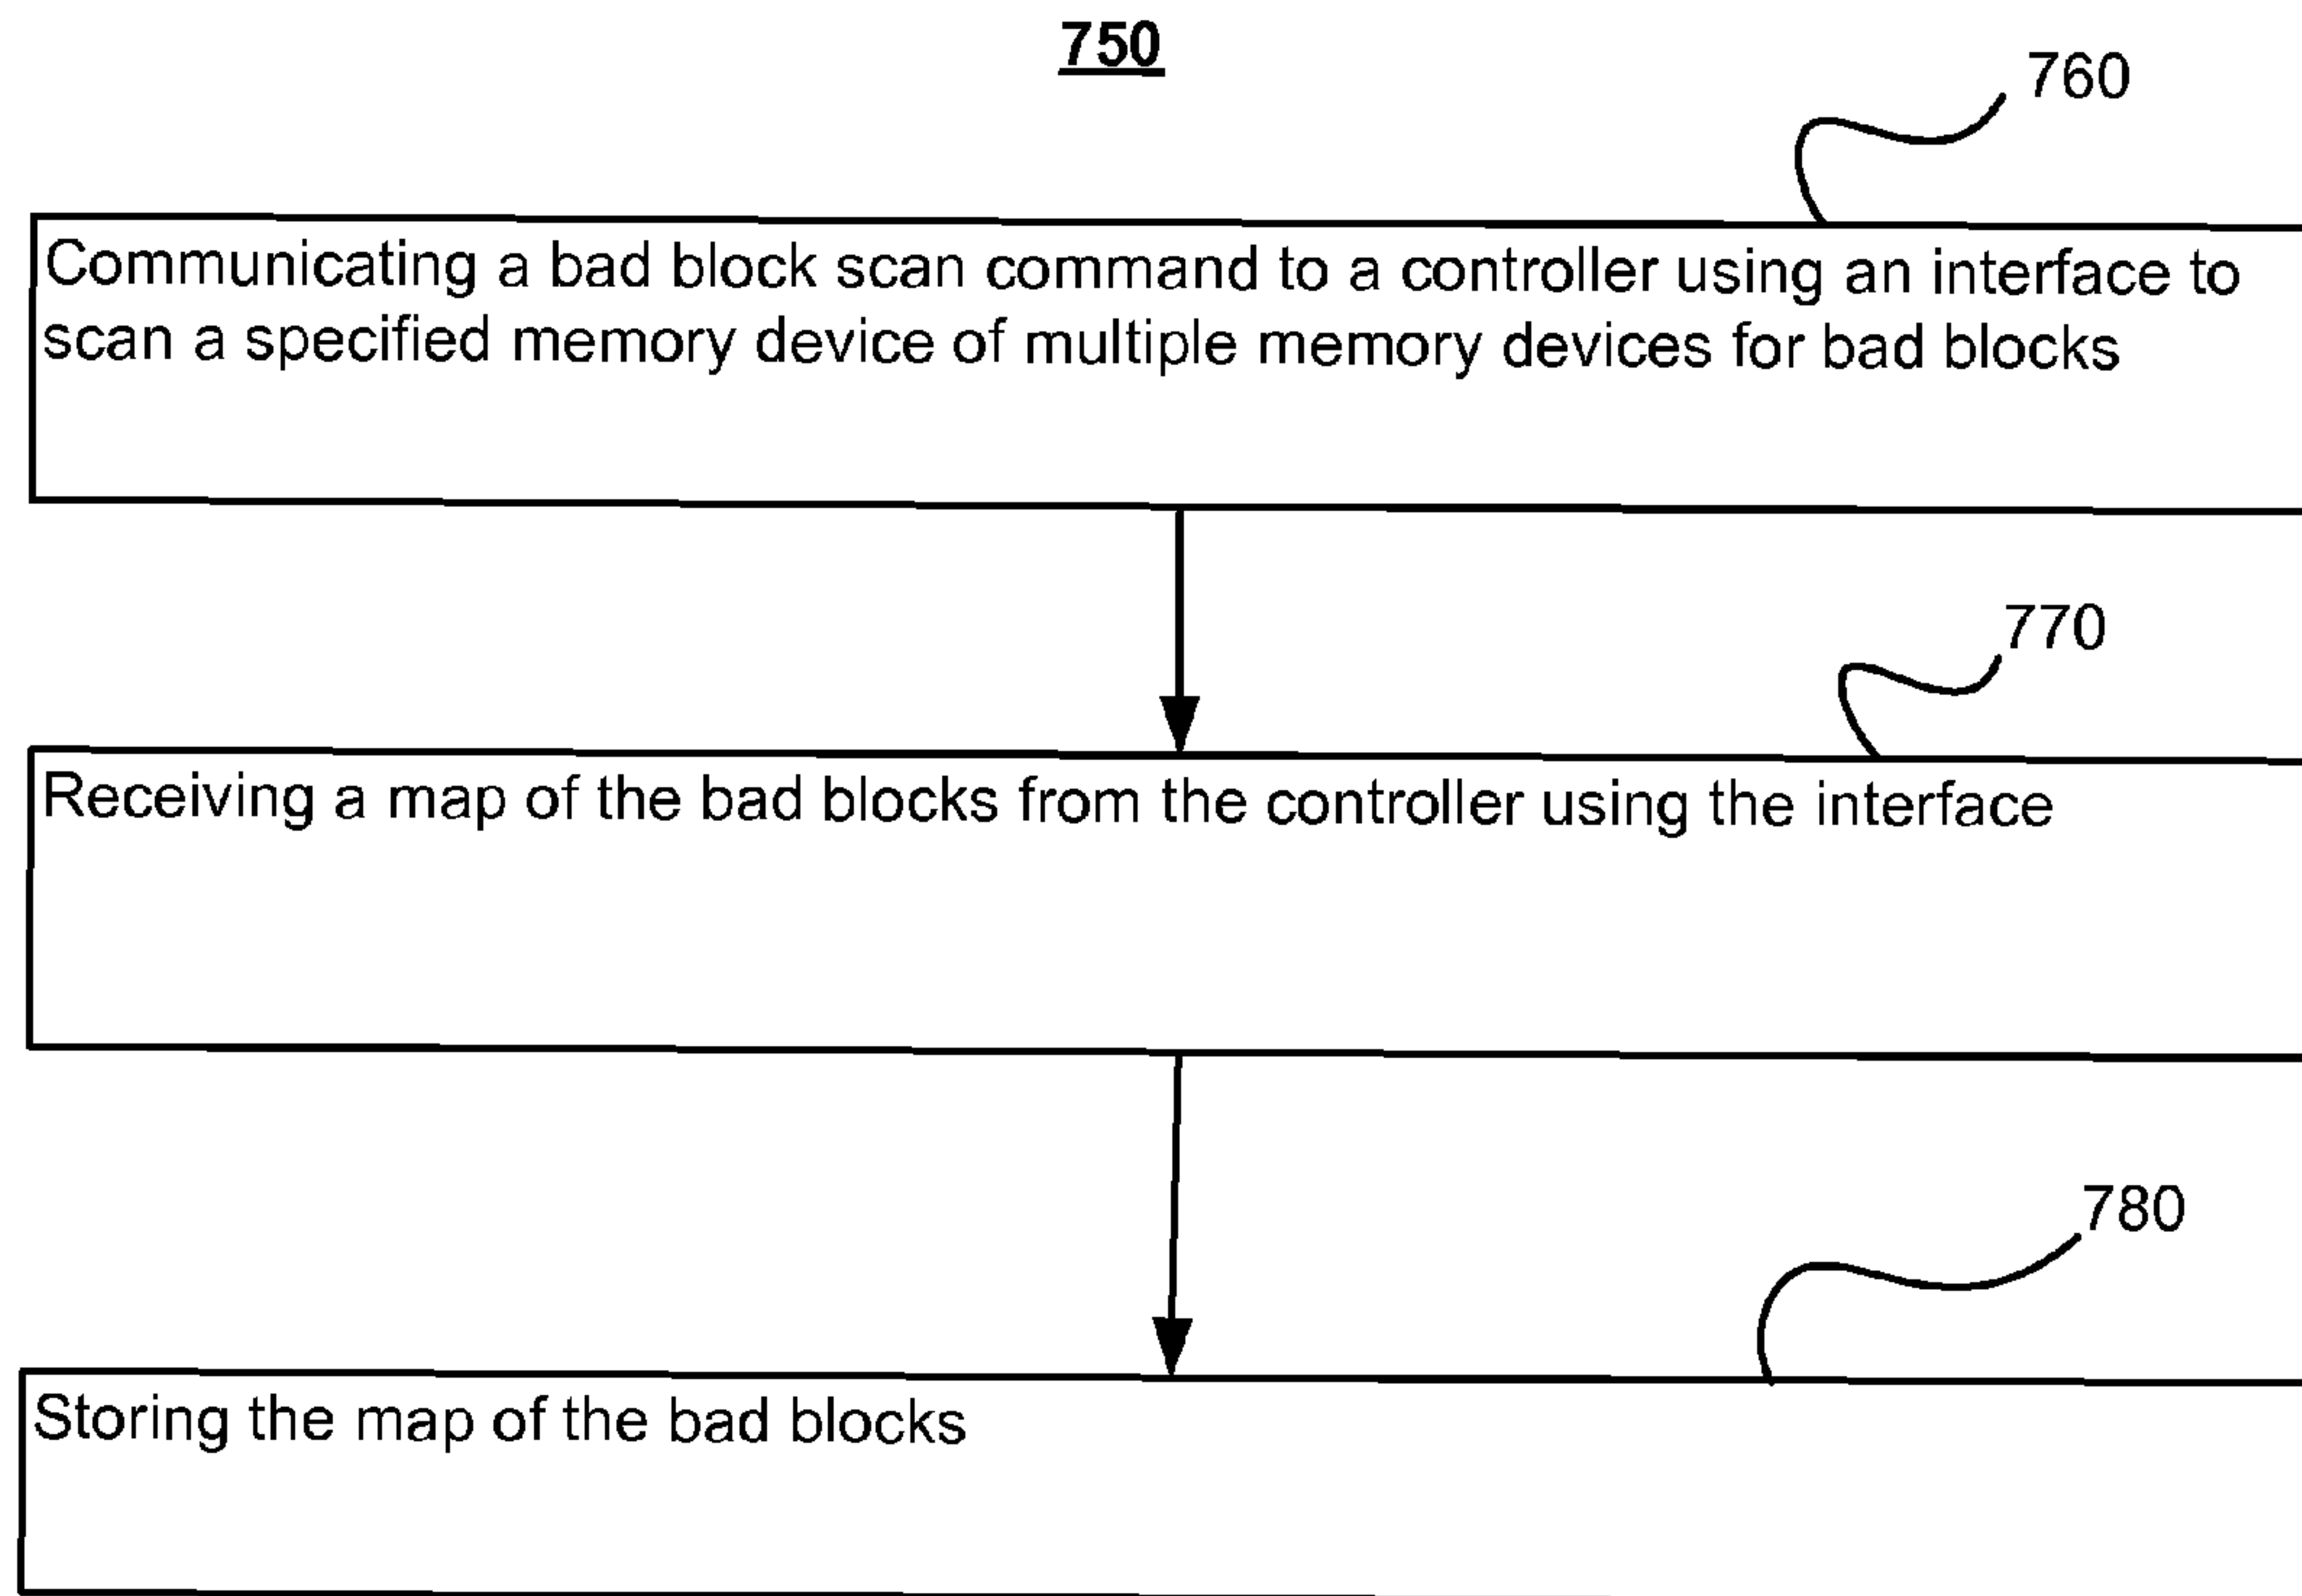 750
760
Communicating a bad block scan command to a controller using an interface to
scan a specified memory device of multiple memory devices for bad blocks
770
Receiving a map of the bad blocks from the controller using the interface
780
Storing the map of the bad blocks